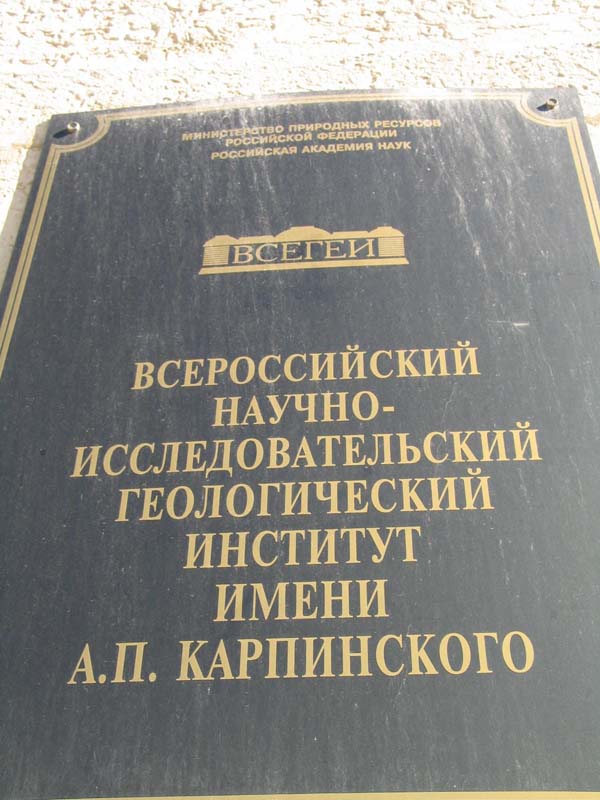 МИНИСТЕРСТВО ПРИРОДНЫХ РЕСУРСОВ
РОССИЙСКОЙ ФЕДЕРАЦИИ
РОССИЙСКАЯ АКАДЕМИЯ НАУК
ВСЕГЕИ
ВСЕРОССИЙСКИЙ
НАУЧНО-
ИССЛЕДОВАТЕЛЬСКИЙ
ГЕОЛОГИЧЕСКИЙ
ИНСТИТУТ
ИМЕНИ
А.П. КАРПИНСКОГО